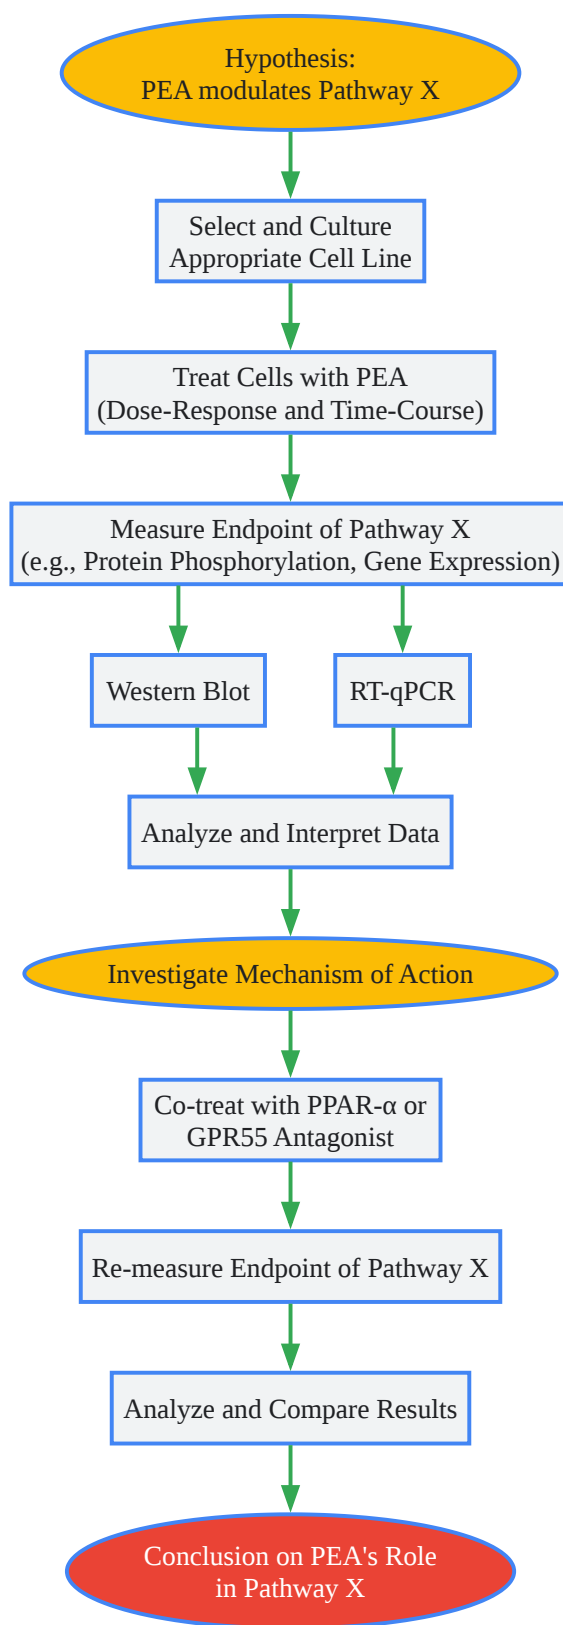 Hypothesis:
PEA modulates Pathway X
Select and Culture
Appropriate Cell Line
Treat Cells with PEA
(Dose-Response and Time-Course)
Measure Endpoint of Pathway X
(e.g., Protein Phosphorylation, Gene Expression)
Western Blot
RT-qPCR
Analyze and Interpret Data
Investigate Mechanism of Action
Co-treat with PPAR-α or
GPR55 Antagonist
Re-measure Endpoint of Pathway X
Analyze and Compare Results
Conclusion on PEA's Role
in Pathway X